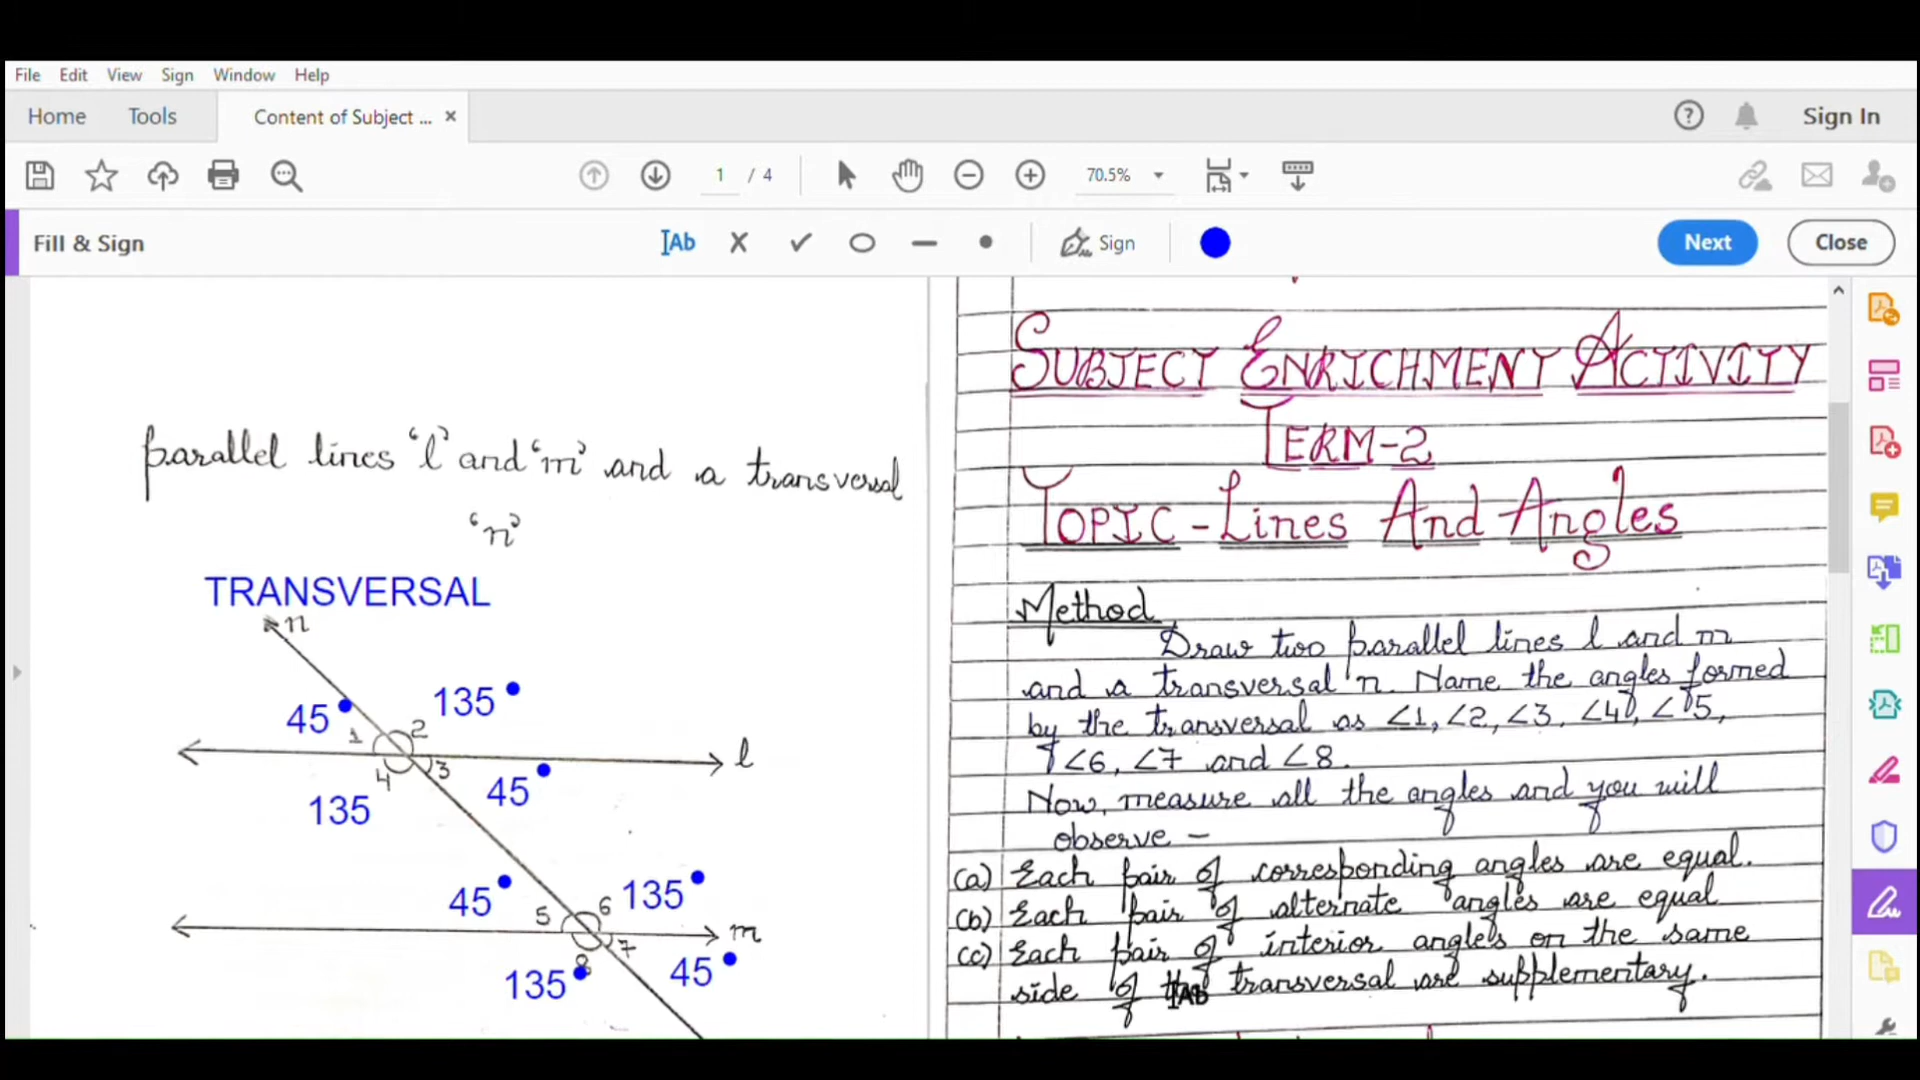 File Edit View Sign Window Help
Home Tools Content of Subject ... × Sign In
1 / 4 70.5%
Fill & Sign IAb Sign Next Close
parallel lines 'l' and 'm' and a transversal
'n'
TRANSVERSAL
n
45 135
1 2
l
4 3
135 45
45 135
5 6
m
8 7
135 45
SUBJECT ENRICHMENT ACTIVITY
TERM-2
TOPIC - Lines And Angles
Method
Draw two parallel lines l and m
and a transversal n. Name the angles formed
by the transversal as ∠1, ∠2, ∠3, ∠4, ∠5,
∠6, ∠7 and ∠8.
Now, measure all the angles and you will
observe -
(a) Each pair of corresponding angles are equal.
(b) Each pair of alternate angles are equal
(c) Each pair of interior angles on the same
side of the transversal are supplementary.